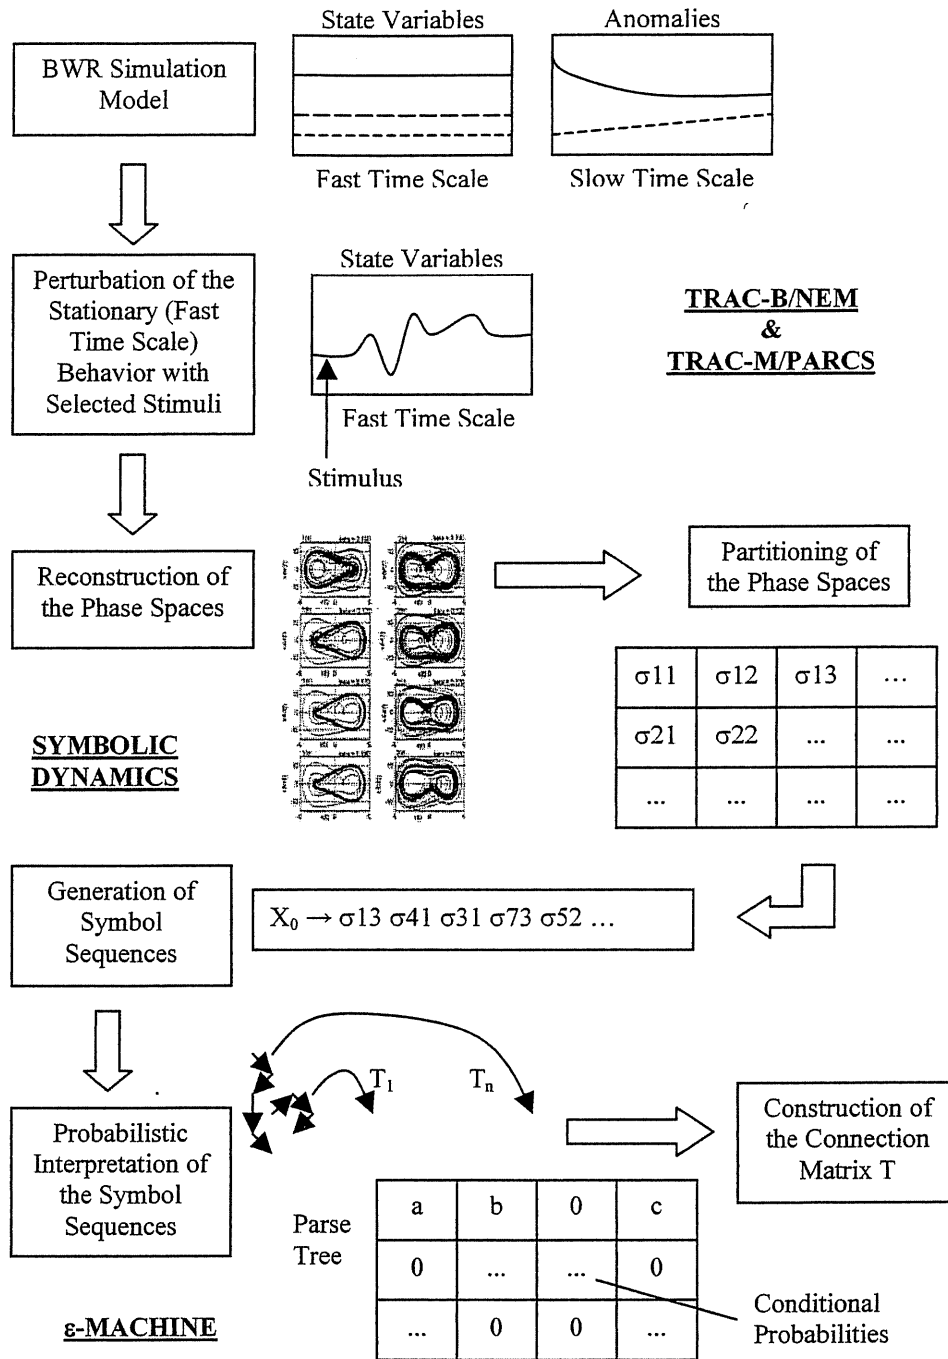 State Variables
Anomalies
BWR Simulation
Model
Fast Time Scale
Slow Time Scale
Perturbation of the
Stationary (Fast
Time Scale)
Behavior with
Selected Stimuli
State Variables
Fast Time Scale
Stimulus
TRAC-B/NEM
&
TRAC-M/PARCS
Reconstruction of
the Phase Spaces
Partitioning of
the Phase Spaces
σ11 σ12 σ13 ...
σ21 σ22 ... ...
... ... ... ...
SYMBOLIC
DYNAMICS
Generation of
Symbol
Sequences
X₀ → σ13 σ41 σ31 σ73 σ52 ...
T₁ Tₙ
Probabilistic
Interpretation of
the Symbol
Sequences
Construction of
the Connection
Matrix T
Parse
Tree
a b 0 c
0 ... ... 0
... 0 0 ...
Conditional
Probabilities
ε-MACHINE